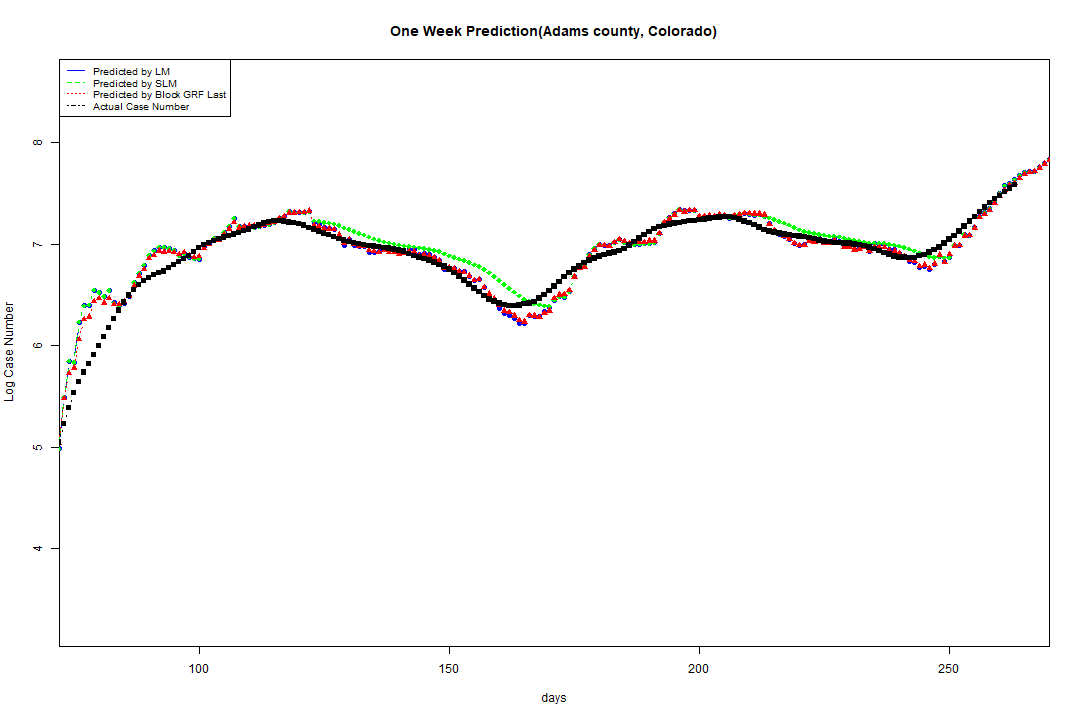 One Week Prediction(Adams county, Colorado)
Predicted by LM
Predicted by SLM
Predicted by Block GRF Last
Actual Case Number
8
7
6
5
4
Log Case Number
100 150 200 250
days